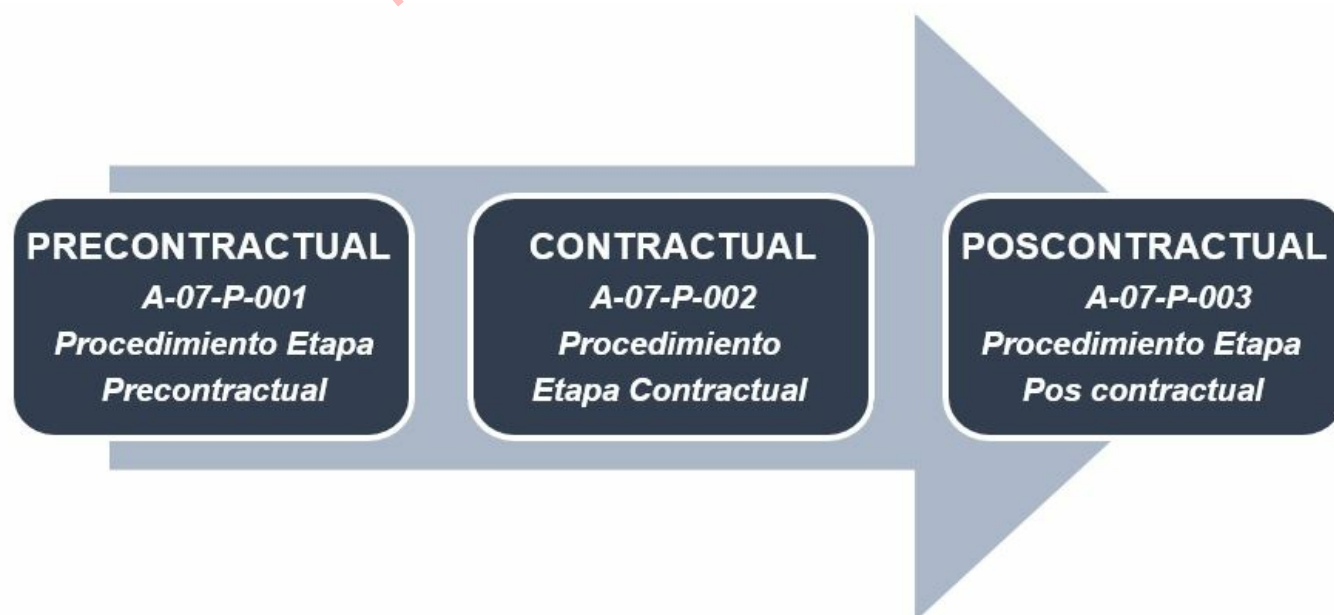 PRECONTRACTUAL
A-07-P-001
Procedimiento Etapa
Precontractual
CONTRACTUAL
A-07-P-002
Procedimiento
Etapa Contractual
POSCONTRACTUAL
A-07-P-003
Procedimiento Etapa
Pos contractual